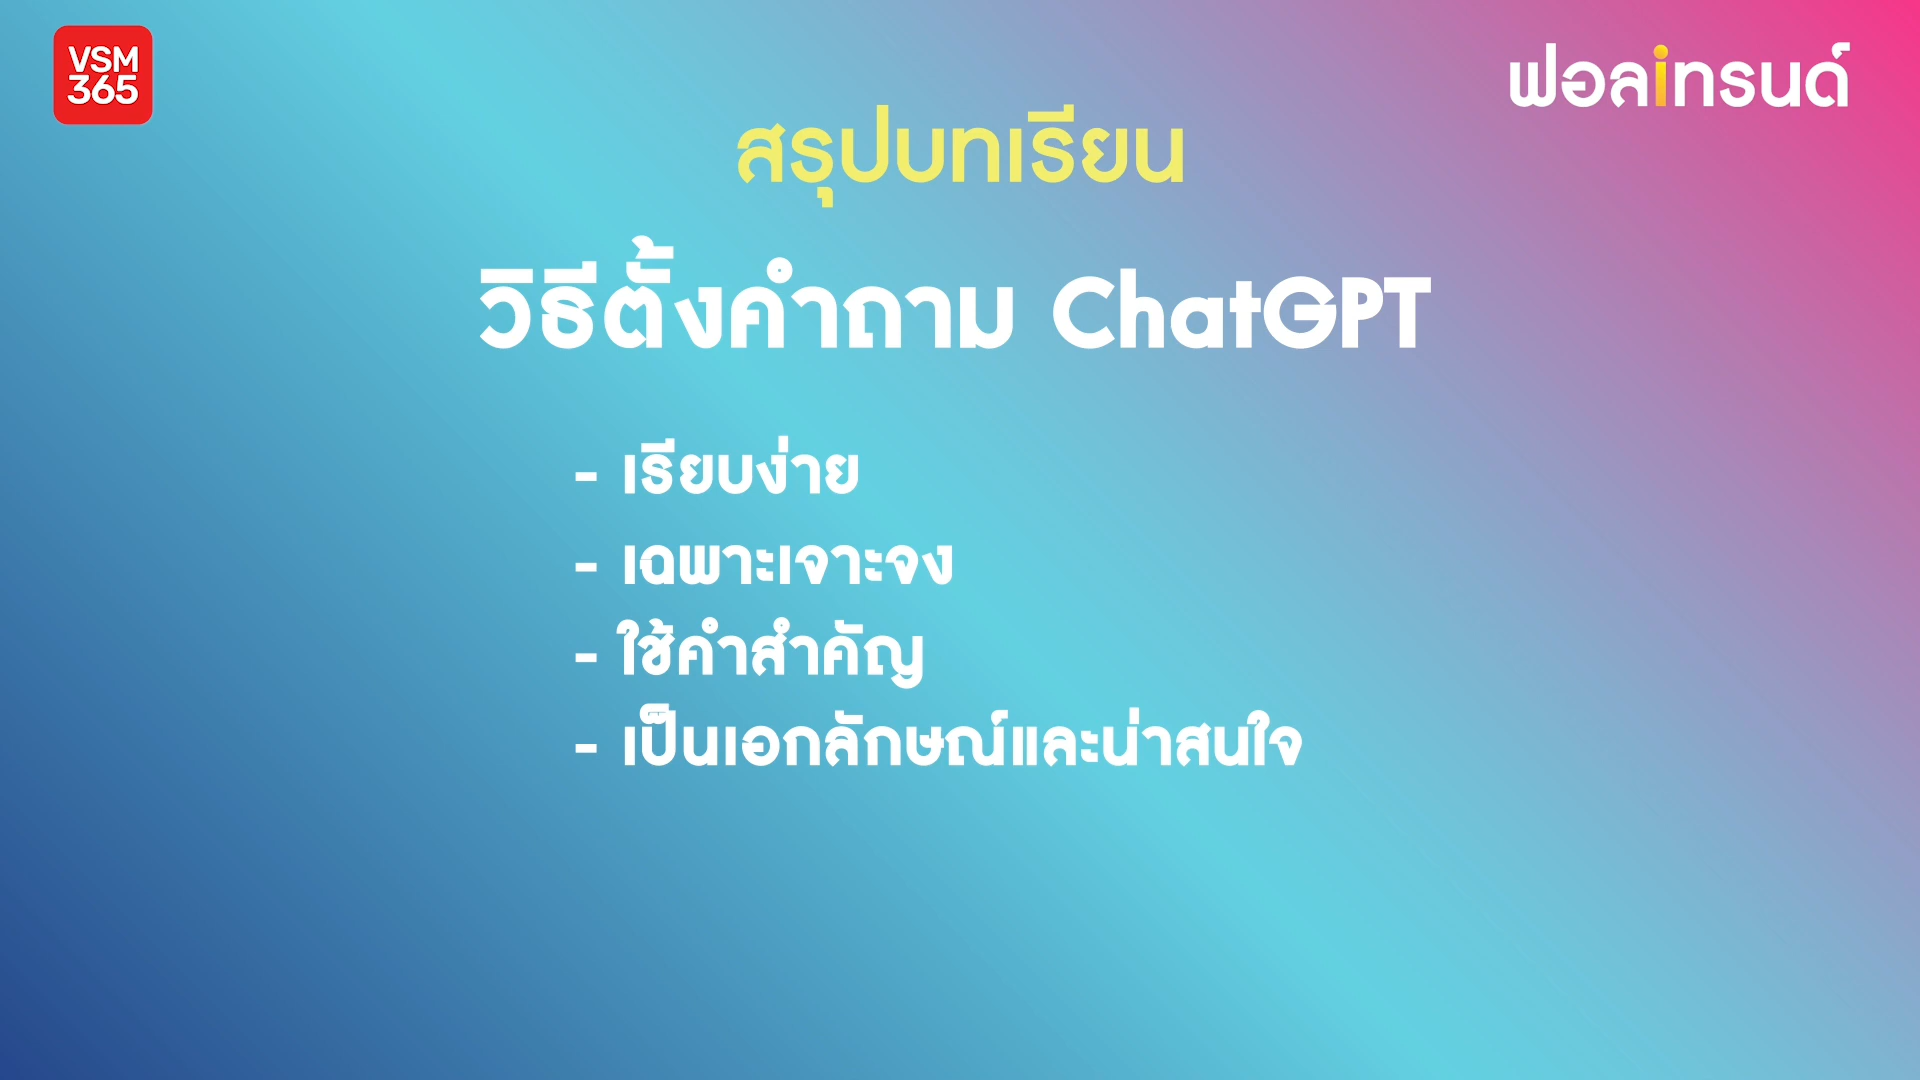 VSM
365
ฟอลเทรนด์
สรุปบทเรียน
วิธีตั้งคำถาม ChatGPT
- เรียบง่าย
- เฉพาะเจาะจง
- ใช้คำสำคัญ
- เป็นเอกลักษณ์และน่าสนใจ